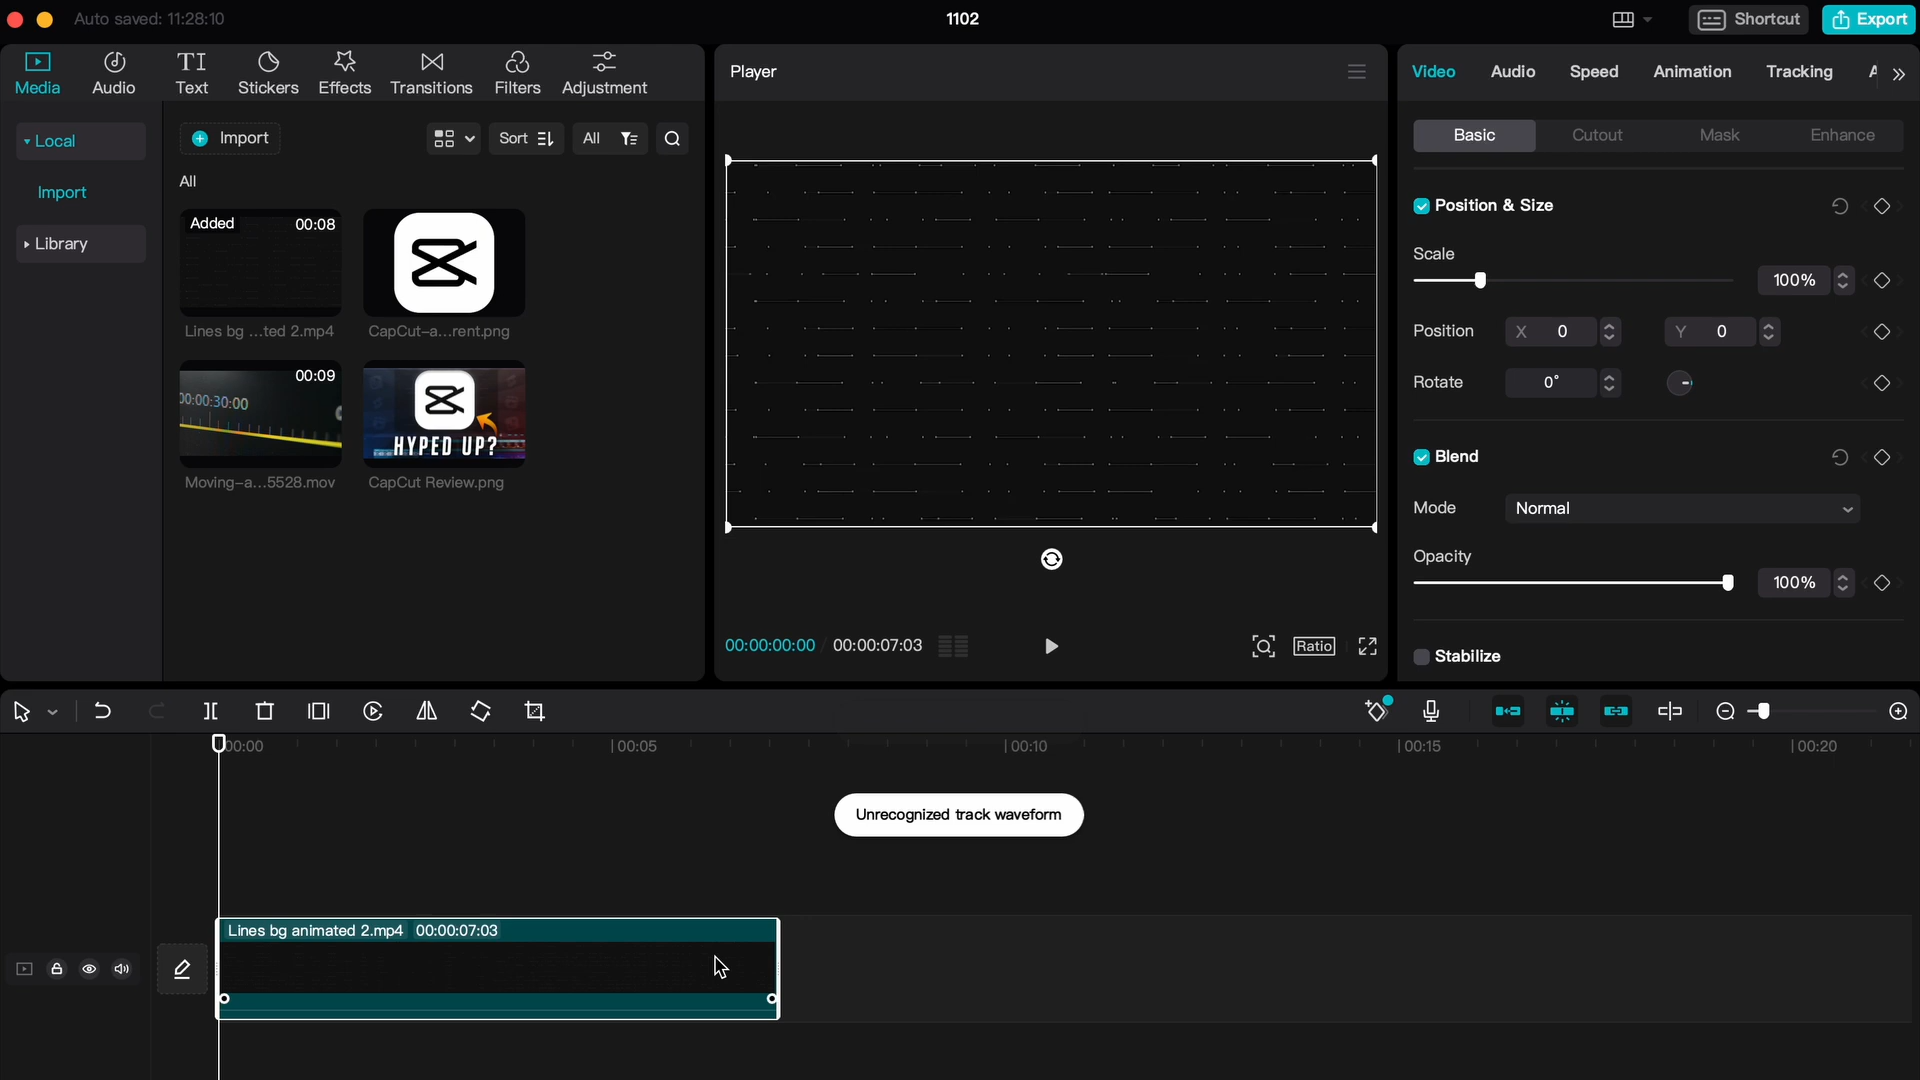 Auto saved: 11:28:10
1102
Shortcut
Export
Media
Audio
Text
Stickers
Effects
Transitions
Filters
Adjustment
Local
Import
Library
Import
Sort
All
All
Added 00:08
Lines bg ...ted 2.mp4
CapCut-a...rent.png
00:00:30:00
00:09
HYPED UP?
Moving-a...5528.mov
CapCut Review.png
Player
00:00:00:00 / 00:00:07:03
Ratio
Video
Audio
Speed
Animation
Tracking
Basic
Cutout
Mask
Enhance
Position & Size
Scale
100%
Position X 0 Y 0
Rotate 0°
Blend
Mode Normal
Opacity
100%
Stabilize
00:00
00:05
00:10
00:15
00:20
Unrecognized track waveform
Lines bg animated 2.mp4 00:00:07:03